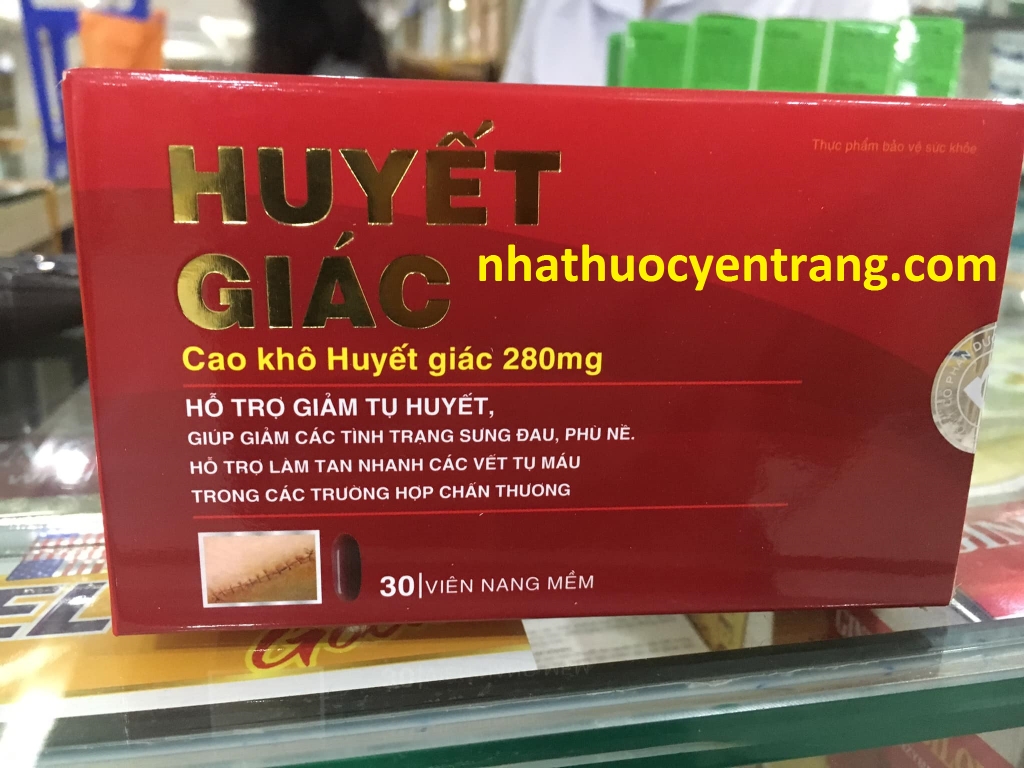 Thực phẩm bảo vệ sức khỏe
HUYẾT
GIÁC
nhathuocyentrang.com
Cao khô Huyết giác 280mg
HỖ TRỢ GIẢM TỤ HUYẾT,
GIÚP GIẢM CÁC TÌNH TRẠNG SƯNG ĐAU, PHÙ NỀ.
HỖ TRỢ LÀM TAN NHANH CÁC VẾT TỤ MÁU
TRONG CÁC TRƯỜNG HỢP CHẤN THƯƠNG
30 | VIÊN NANG MỀM